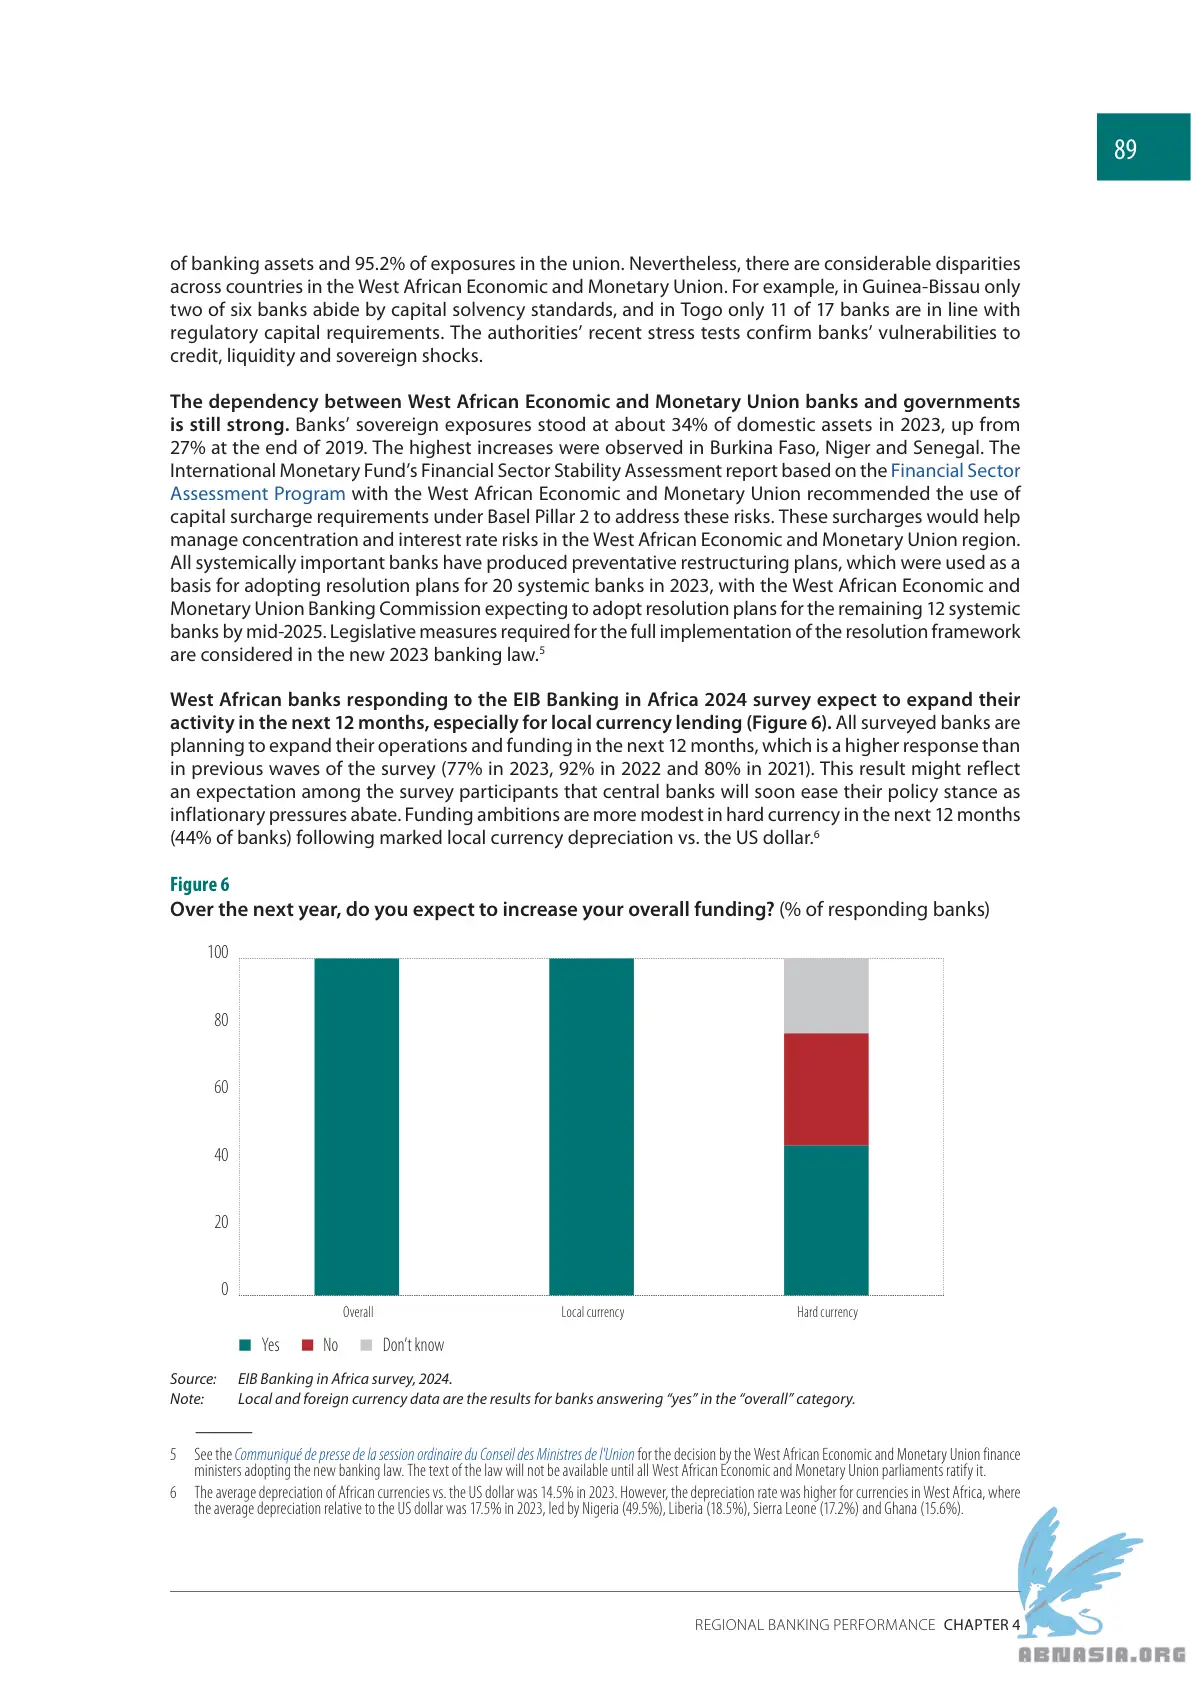 89
of banking assets and 95.2% of exposures in the union. Nevertheless, there are considerable disparities
across countries in the West African Economic and Monetary Union. For example, in Guinea-Bissau only
two of six banks abide by capital solvency standards, and in Togo only 11 of 17 banks are in line with
regulatory capital requirements. The authorities’ recent stress tests confirm banks’ vulnerabilities to
credit, liquidity and sovereign shocks.
The dependency between West African Economic and Monetary Union banks and governments
is still strong. Banks’ sovereign exposures stood at about 34% of domestic assets in 2023, up from
27% at the end of 2019. The highest increases were observed in Burkina Faso, Niger and Senegal. The
International Monetary Fund’s Financial Sector Stability Assessment report based on the Financial Sector
Assessment Program with the West African Economic and Monetary Union recommended the use of
capital surcharge requirements under Basel Pillar 2 to address these risks. These surcharges would help
manage concentration and interest rate risks in the West African Economic and Monetary Union region.
All systemically important banks have produced preventative restructuring plans, which were used as a
basis for adopting resolution plans for 20 systemic banks in 2023, with the West African Economic and
Monetary Union Banking Commission expecting to adopt resolution plans for the remaining 12 systemic
banks by mid-2025. Legislative measures required for the full implementation of the resolution framework
are considered in the new 2023 banking law.5
West African banks responding to the EIB Banking in Africa 2024 survey expect to expand their
activity in the next 12 months, especially for local currency lending (Figure 6). All surveyed banks are
planning to expand their operations and funding in the next 12 months, which is a higher response than
in previous waves of the survey (77% in 2023, 92% in 2022 and 80% in 2021). This result might reflect
an expectation among the survey participants that central banks will soon ease their policy stance as
inflationary pressures abate. Funding ambitions are more modest in hard currency in the next 12 months
(44% of banks) following marked local currency depreciation vs. the US dollar.6
Figure 6
Over the next year, do you expect to increase your overall funding? (% of responding banks)
100
80
60
40
20
0
Overall Local currency Hard currency
Yes No Don’t know
Source: EIB Banking in Africa survey, 2024.
Note: Local and foreign currency data are the results for banks answering “yes” in the “overall” category.
5 See the Communiqué de presse de la session ordinaire du Conseil des Ministres de l'Union for the decision by the West African Economic and Monetary Union finance
ministers adopting the new banking law. The text of the law will not be available until all West African Economic and Monetary Union parliaments ratify it.
6 The average depreciation of African currencies vs. the US dollar was 14.5% in 2023. However, the depreciation rate was higher for currencies in West Africa, where
the average depreciation relative to the US dollar was 17.5% in 2023, led by Nigeria (49.5%), Liberia (18.5%), Sierra Leone (17.2%) and Ghana (15.6%).
REGIONAL BANKING PERFORMANCE CHAPTER 4
ABNASIA.ORG